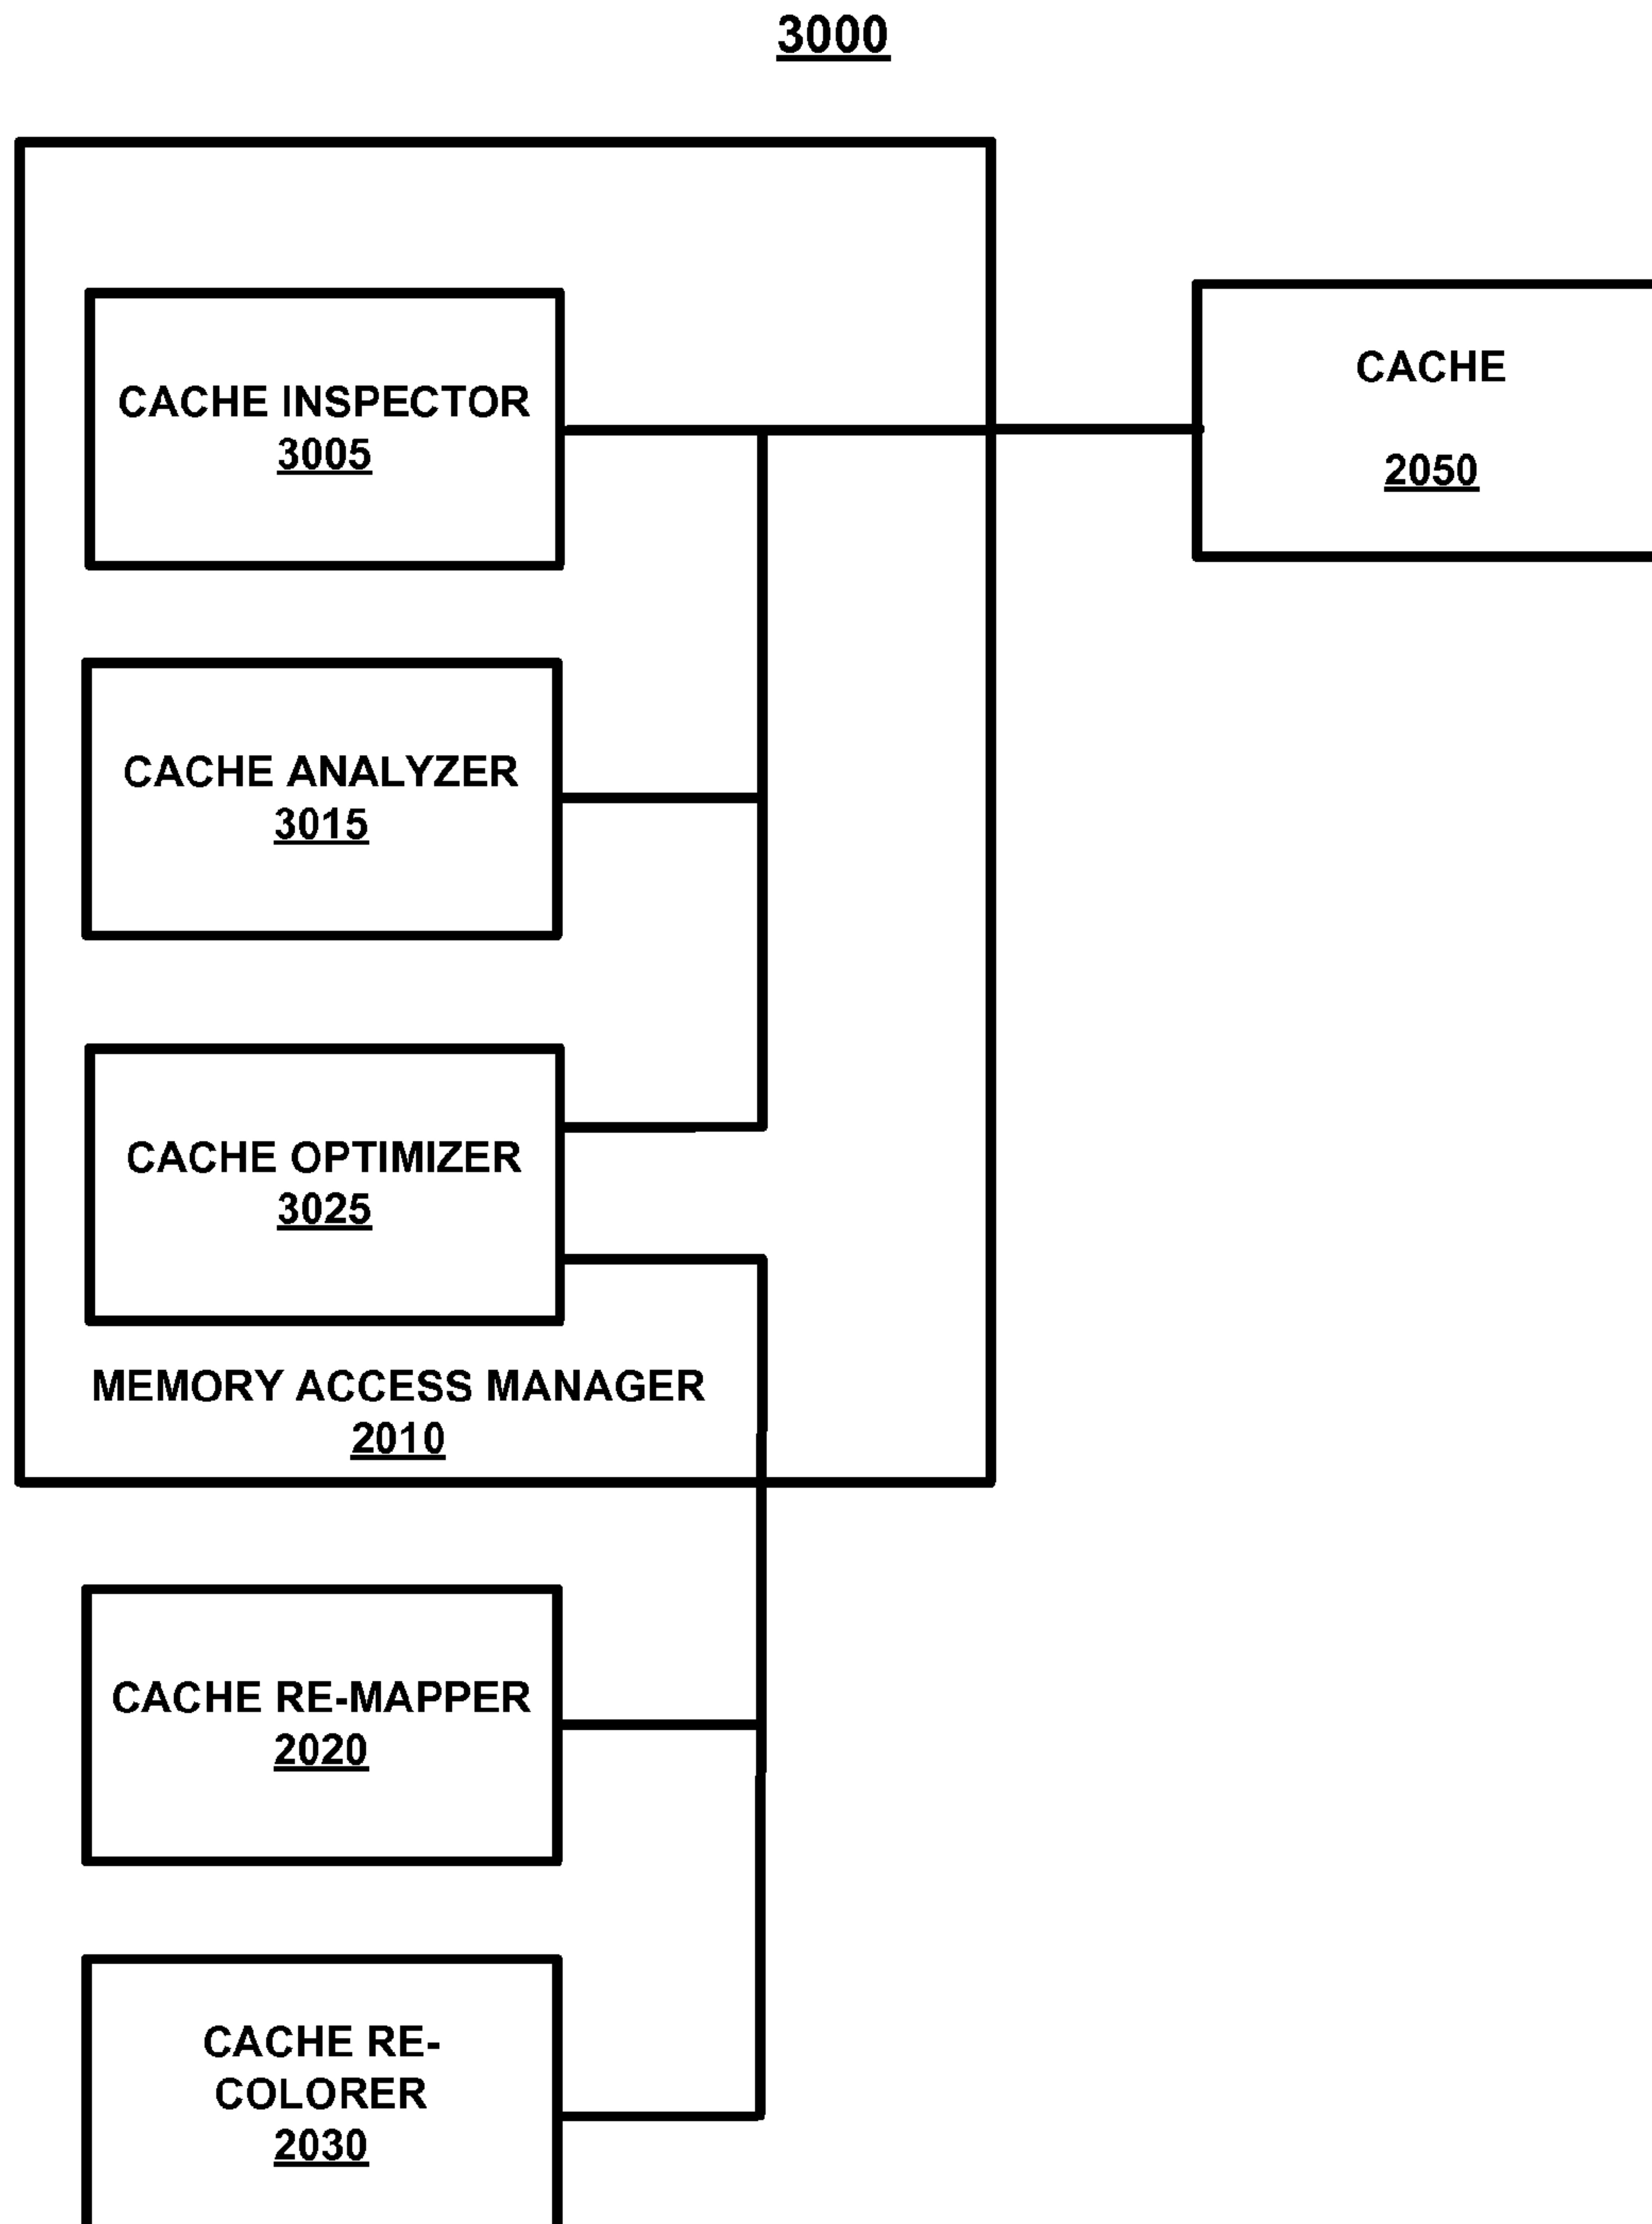 3000
CACHE INSPECTOR
3005
CACHE
2050
CACHE ANALYZER
3015
CACHE OPTIMIZER
3025
MEMORY ACCESS MANAGER
2010
CACHE RE-MAPPER
2020
CACHE RE-
COLORER
2030